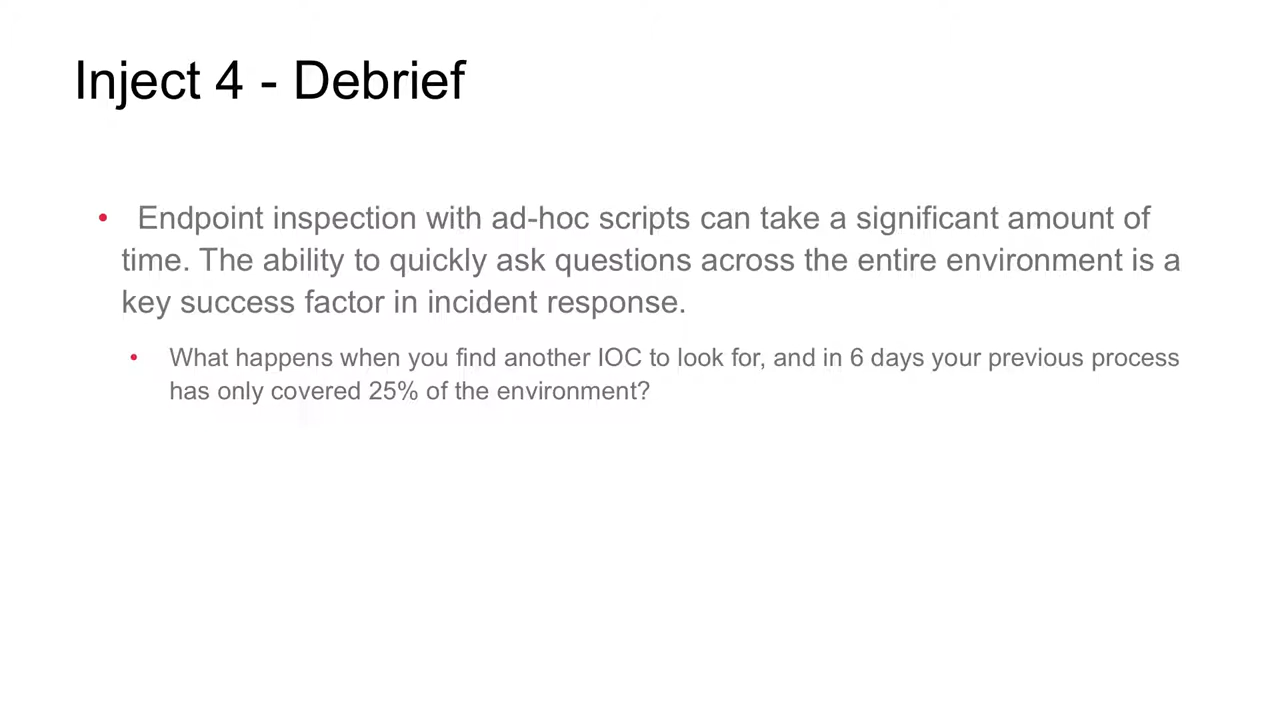 Inject 4 - Debrief
• Endpoint inspection with ad-hoc scripts can take a significant amount of
time. The ability to quickly ask questions across the entire environment is a
key success factor in incident response.
• What happens when you find another IOC to look for, and in 6 days your previous process
has only covered 25% of the environment?